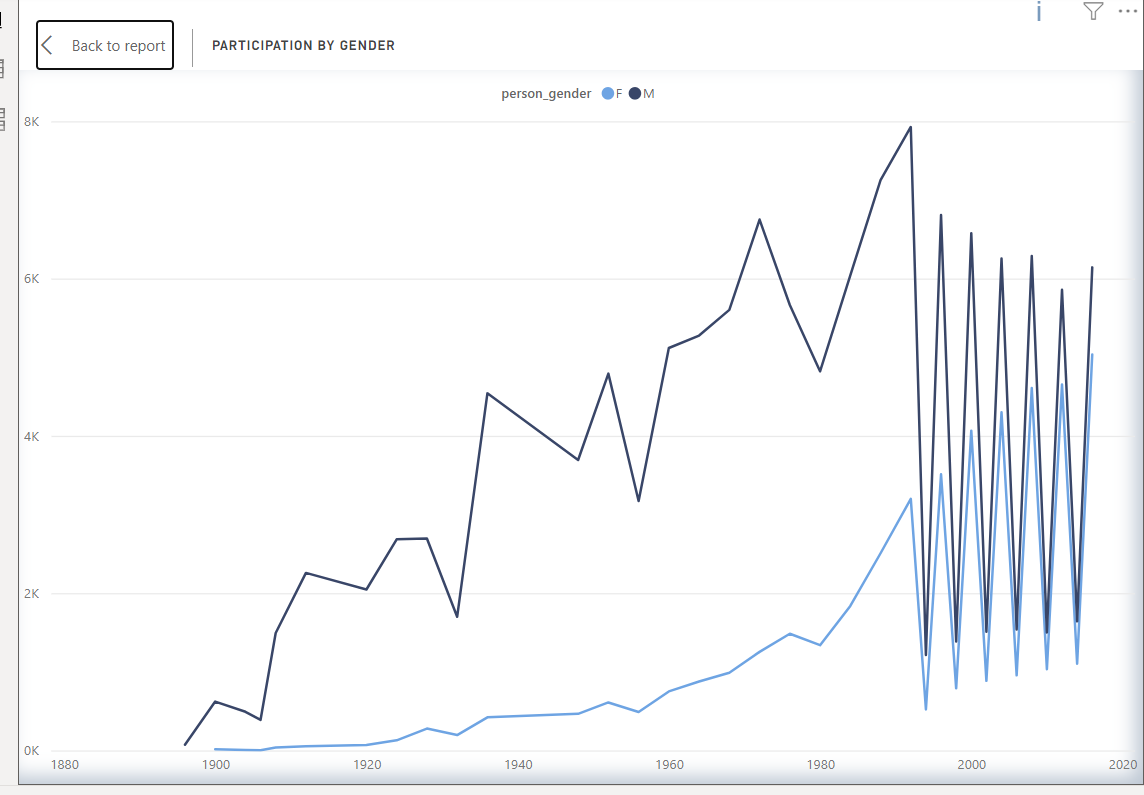 Back to report
PARTICIPATION BY GENDER
person_gender F M
8K
6K
4K
2K
0K
1880 1900 1920 1940 1960 1980 2000 2020